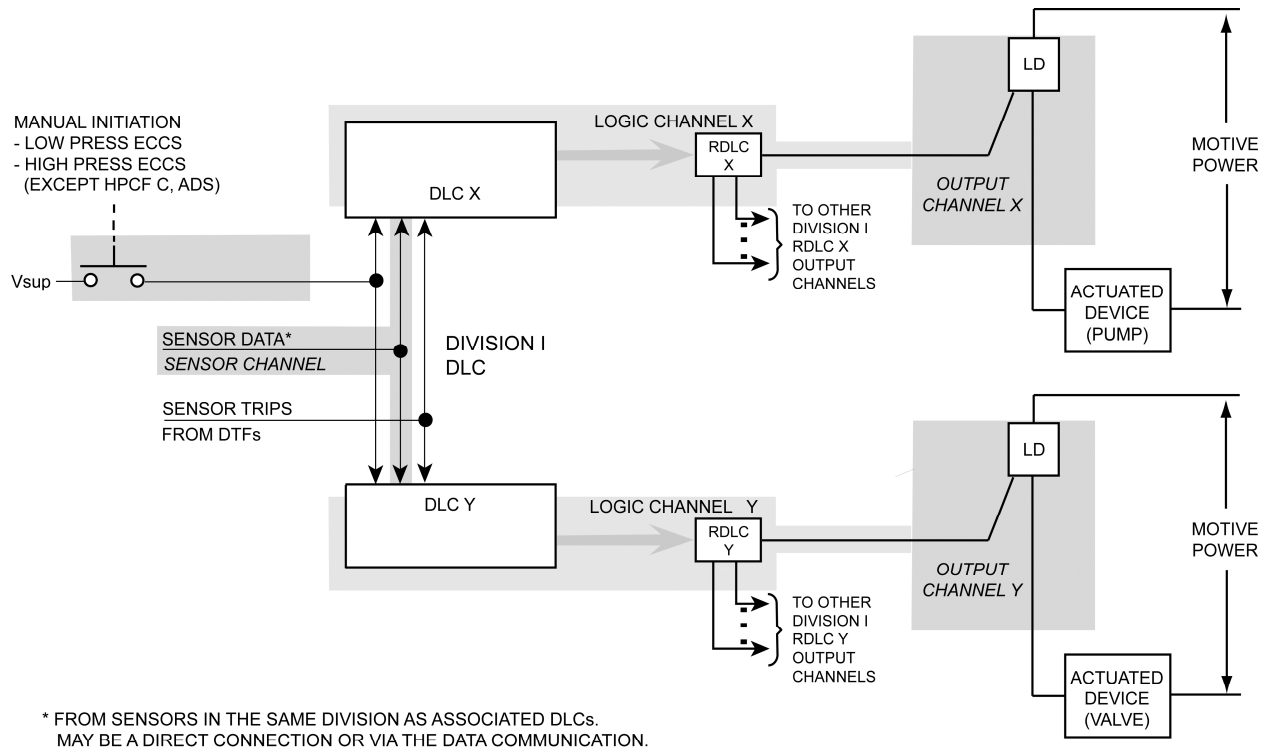 LD
LOGIC CHANNEL X
MANUAL INITIATION
- LOW PRESS ECCS
- HIGH PRESS ECCS
(EXCEPT HPCF C, ADS)
RDLC
X
MOTIVE
POWER
DLC X
OUTPUT
CHANNEL X
TO OTHER
DIVISION I
RDLC X
OUTPUT
CHANNELS
Vsup
ACTUATED
DEVICE
(PUMP)
SENSOR DATA*
SENSOR CHANNEL
DIVISION I
DLC
SENSOR TRIPS
FROM DTFs
LD
DLC Y
LOGIC CHANNEL Y
RDLC
Y
MOTIVE
POWER
OUTPUT
CHANNEL Y
TO OTHER
DIVISION I
RDLC Y
OUTPUT
CHANNELS
ACTUATED
DEVICE
(VALVE)
* FROM SENSORS IN THE SAME DIVISION AS ASSOCIATED DLCs.
MAY BE A DIRECT CONNECTION OR VIA THE DATA COMMUNICATION.